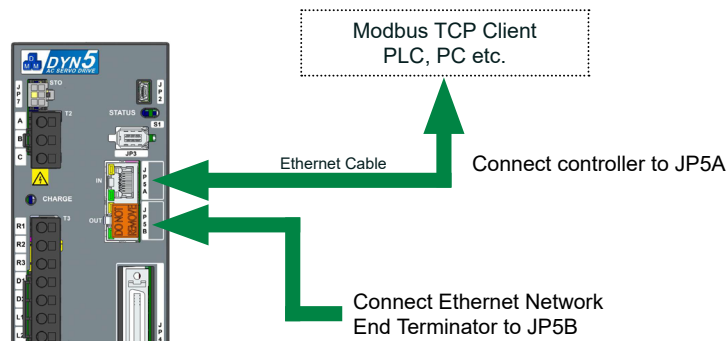 Modbus TCP Client
PLC, PC etc.
D
M M
DYN5
AC SERVO DRIVE
STO
JP7
JP2
T2
STATUS
S1
A
B
C
JP3
Ethernet Cable
Connect controller to JP5A
IN
JP5A
CHARGE
OUT
DO NOT
REMOVE
JP5B
T3
R1
R2
R3
D1
L1
L2
JP4
Connect Ethernet Network
End Terminator to JP5B